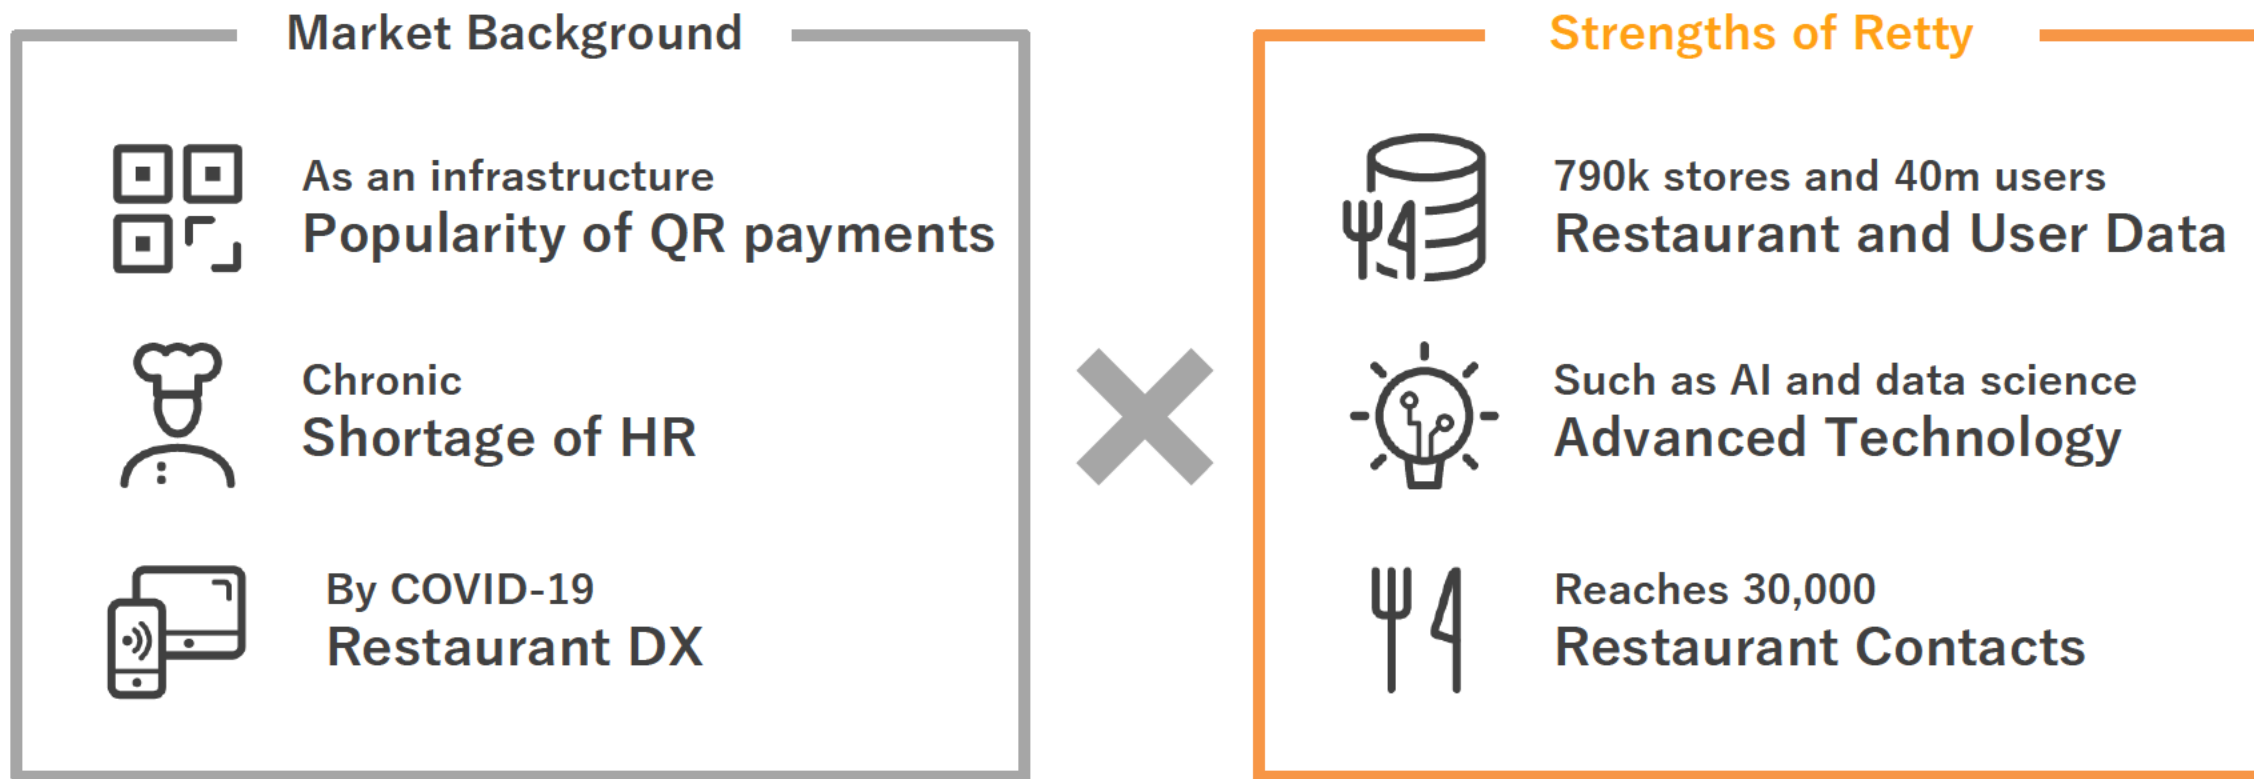 Market Background
As an infrastructure
Popularity of QR payments
Chronic
Shortage of HR
By COVID-19
Restaurant DX
Strengths of Retty
790k stores and 40m users
Restaurant and User Data
Such as AI and data science
Advanced Technology
Reaches 30,000
Restaurant Contacts